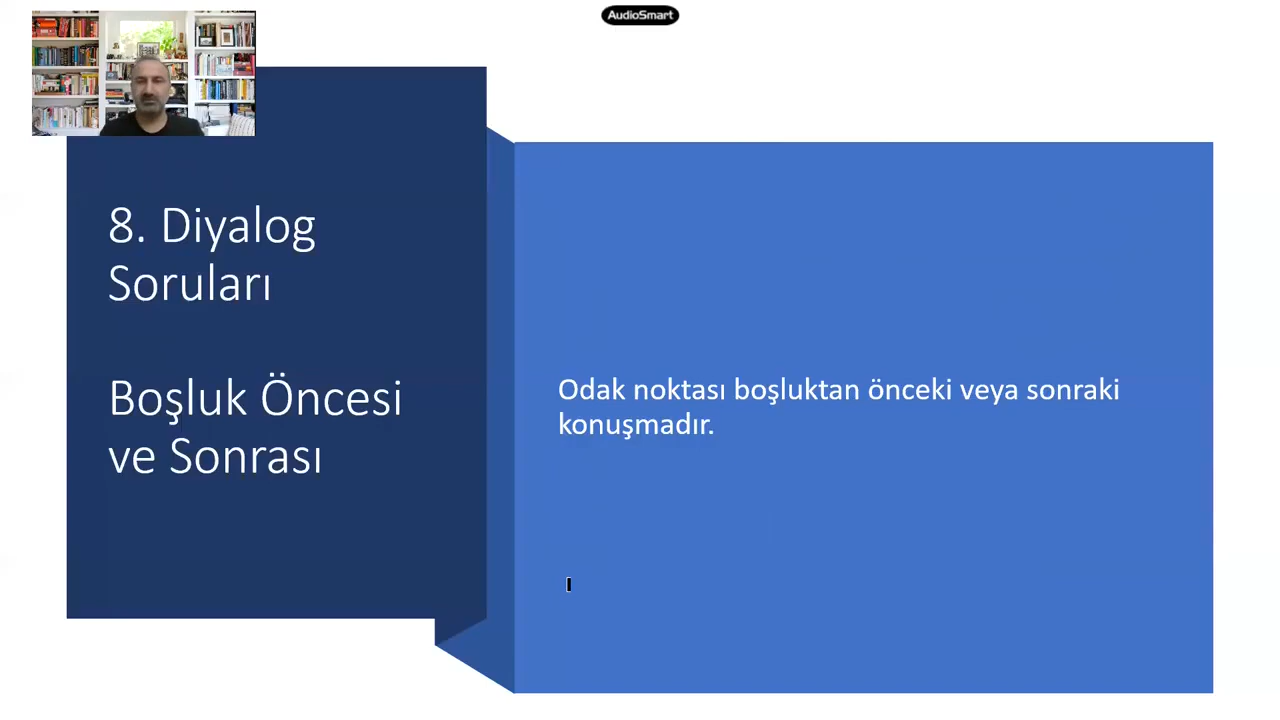 AudioSmart
8. Diyalog
Soruları
Boşluk Öncesi
ve Sonrası
Odak noktası boşluktan önceki veya sonraki
konuşmadır.